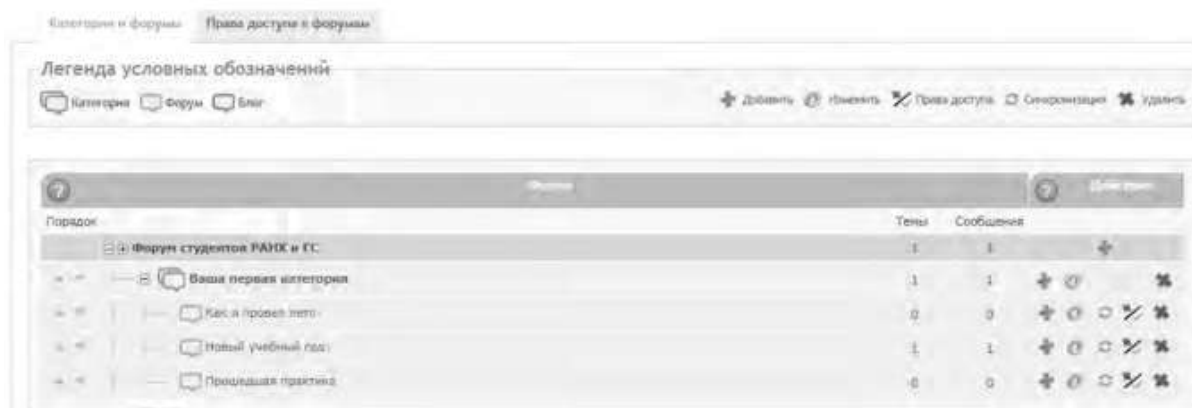 Категории и форумы Права доступа к форумам
Легенда условных обозначений
Категория Форум Блог Добавить Изменить Права доступа Синхронизация Удалить
Порядок Темы Сообщения
Форум студентов РАНХ и ГС 1 1
Ваша первая категория 1 1
Как я провел лето 0 0
Новый учебный год 1 1
Прошедшая практика 0 0